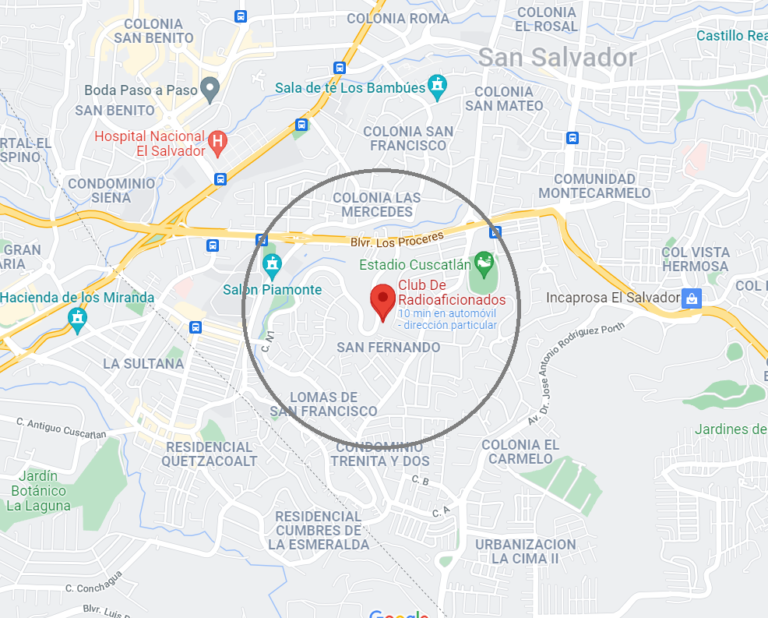 COLONIA
SAN BENITO
COLONIA ROMA
COLONIA
EL ROSAL
Castillo Rea
San Salvador
Boda Paso a Paso
Sala de té Los Bambúes
COLONIA
SAN MATEO
SAN BENITO
Hospital Nacional
El Salvador
H
COLONIA SAN
FRANCISCO
RTAL EL
SPINO
CONDOMINIO
SIENA
COLONIA LAS
MERCEDES
COMUNIDAD
MONTECARMELO
Blvr. Los Proceres
GRAN
ARIA
COL VISTA
HERMOSA
Estadio Cuscatlán
Salon Piamonte
Club De
Radioaficionados
10 min en automóvil
- dirección particular
Hacienda de los Miranda
Incaprosa El Salvador
COL
C. LN
SAN FERNANDO
Av. Dr. Jose Antonio Rodriguez Porth
LA SULTANA
LOMAS DE
SAN FRANCISCO
C. Antiguo Cuscatlan
Jardines de
RESIDENCIAL
QUETZACOALT
CONDOMINIO
TRENITA Y DOS
COLONIA EL
CARMELO
Jardín
Botánico
La Laguna
C. B
C. A
RESIDENCIAL
CUMBRES DE
LA ESMERALDA
URBANIZACION
LA CIMA II
C. Conchagua
Blvr. Luis P
Google